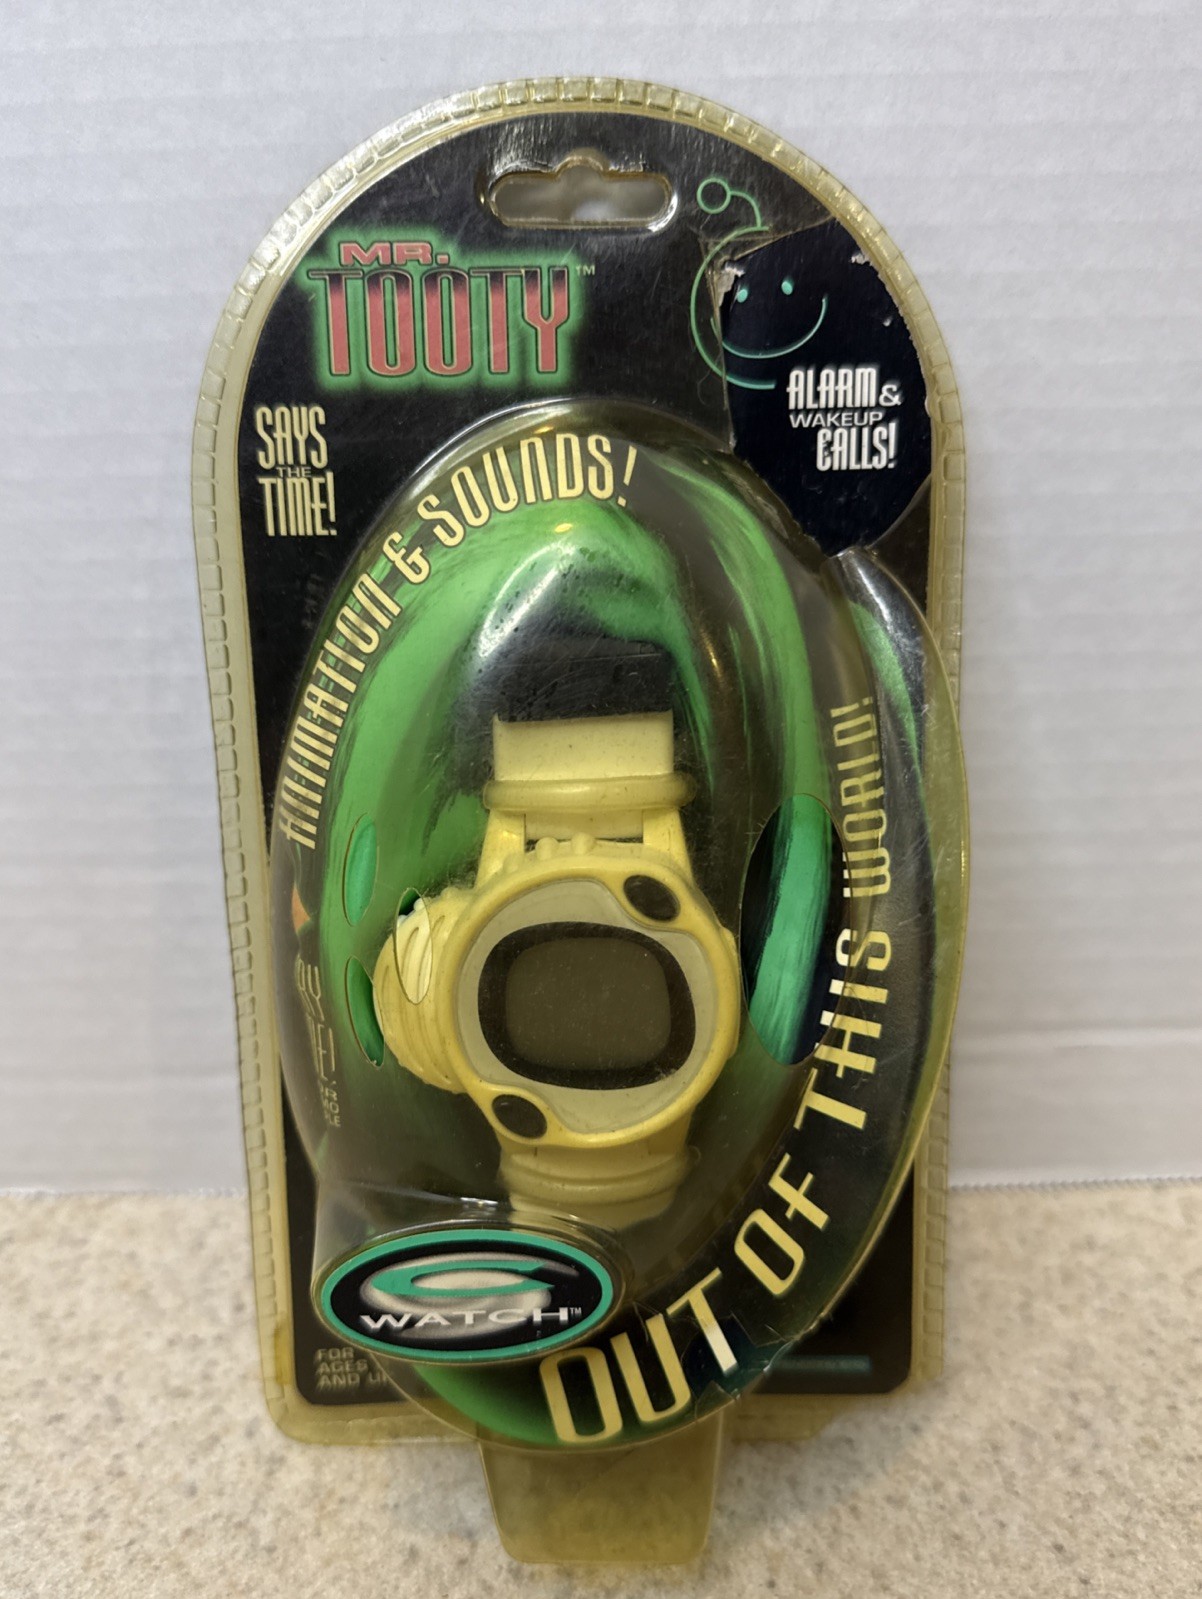 MR.
TOOTY™
SAYS
THE
TIME!
ALARM &
WAKEUP
CALLS!
ANIMATION & SOUNDS!
OUT OF THIS WORLD!
WATCH™
FOR
AGES
AND